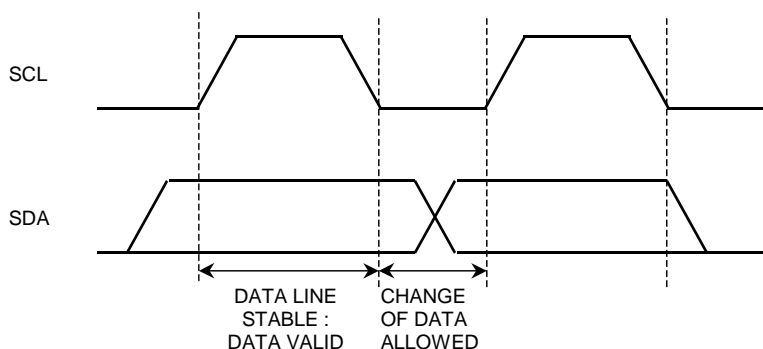 SCL
SDA
DATA LINE
STABLE :
DATA VALID
CHANGE
OF DATA
ALLOWED